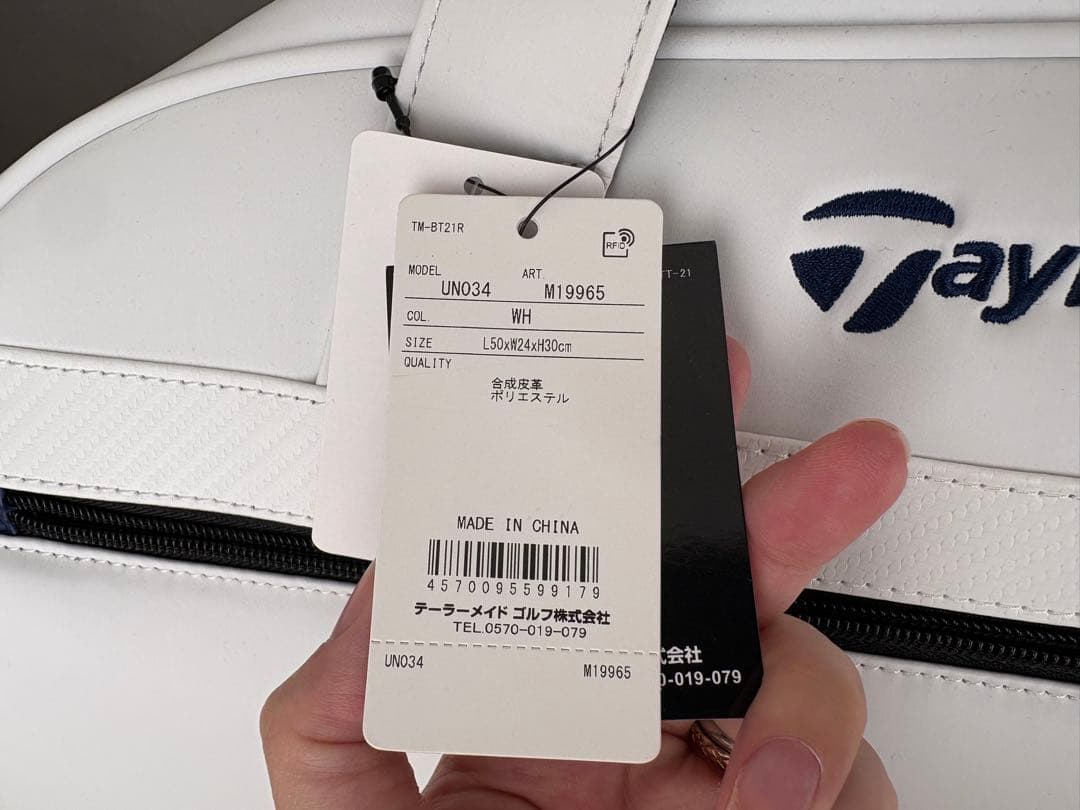 TM-BT21R
RFID
MODEL UN034 ART. M19965
COL. WH
SIZE L50xW24xH30cm
QUALITY
合成皮革
ポリエステル
MADE IN CHINA
4570095599179
テーラーメイド ゴルフ株式会社
TEL.0570-019-079
UN034 M19965
TT-21
式会社
0-019-079
Tayl